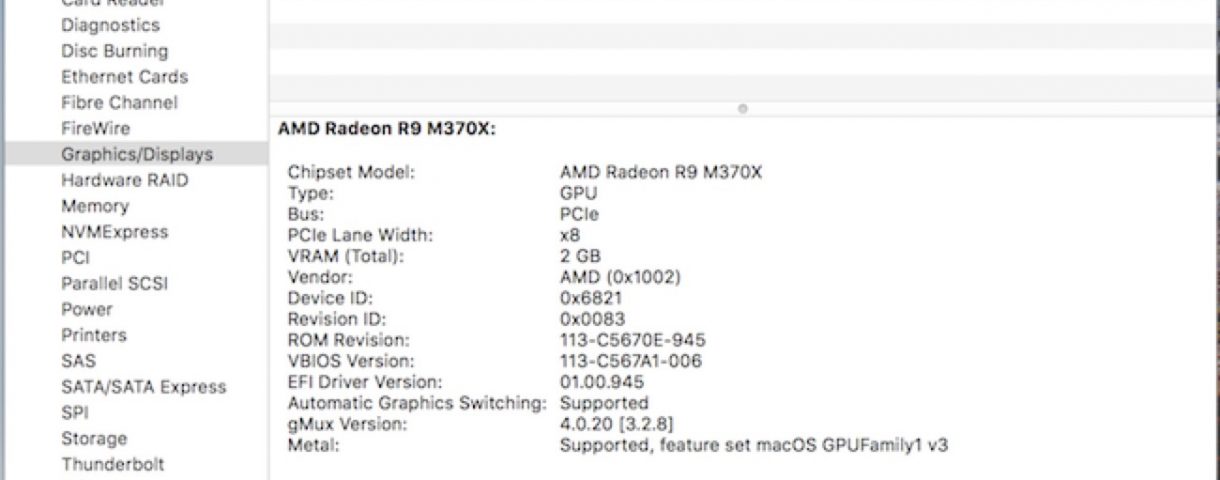 Card Reader
Diagnostics
Disc Burning
Ethernet Cards
Fibre Channel
FireWire
Graphics/Displays
Hardware RAID
Memory
NVMExpress
PCI
Parallel SCSI
Power
Printers
SAS
SATA/SATA Express
SPI
Storage
Thunderbolt
AMD Radeon R9 M370X:
Chipset Model: AMD Radeon R9 M370X
Type: GPU
Bus: PCIe
PCIe Lane Width: x8
VRAM (Total): 2 GB
Vendor: AMD (0x1002)
Device ID: 0x6821
Revision ID: 0x0083
ROM Revision: 113-C5670E-945
VBIOS Version: 113-C567A1-006
EFI Driver Version: 01.00.945
Automatic Graphics Switching: Supported
gMux Version: 4.0.20 [3.2.8]
Metal: Supported, feature set macOS GPUFamily1 v3